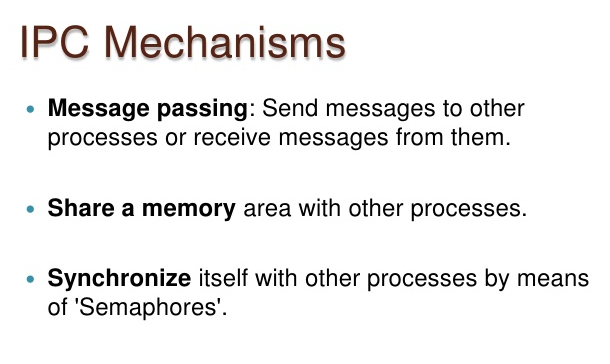 IPC Mechanisms
• Message passing: Send messages to other
processes or receive messages from them.
• Share a memory area with other processes.
• Synchronize itself with other processes by means
of 'Semaphores'.